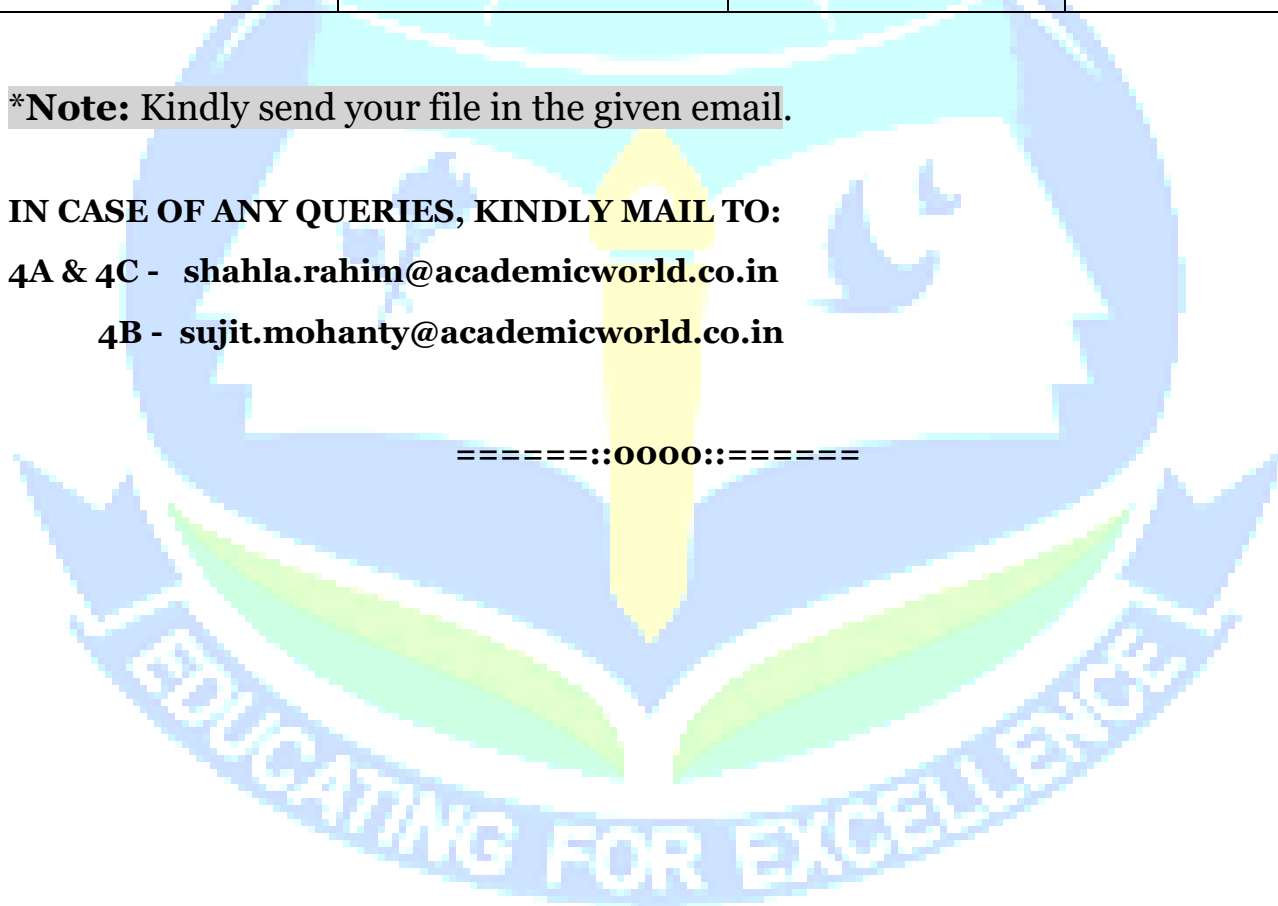 *Note: Kindly send your file in the given email.
IN CASE OF ANY QUERIES, KINDLY MAIL TO:
4A & 4C - shahla.rahim@academicworld.co.in
4B - sujit.mohanty@academicworld.co.in
======::0000::======
EDUCATING FOR EXCELLENCE